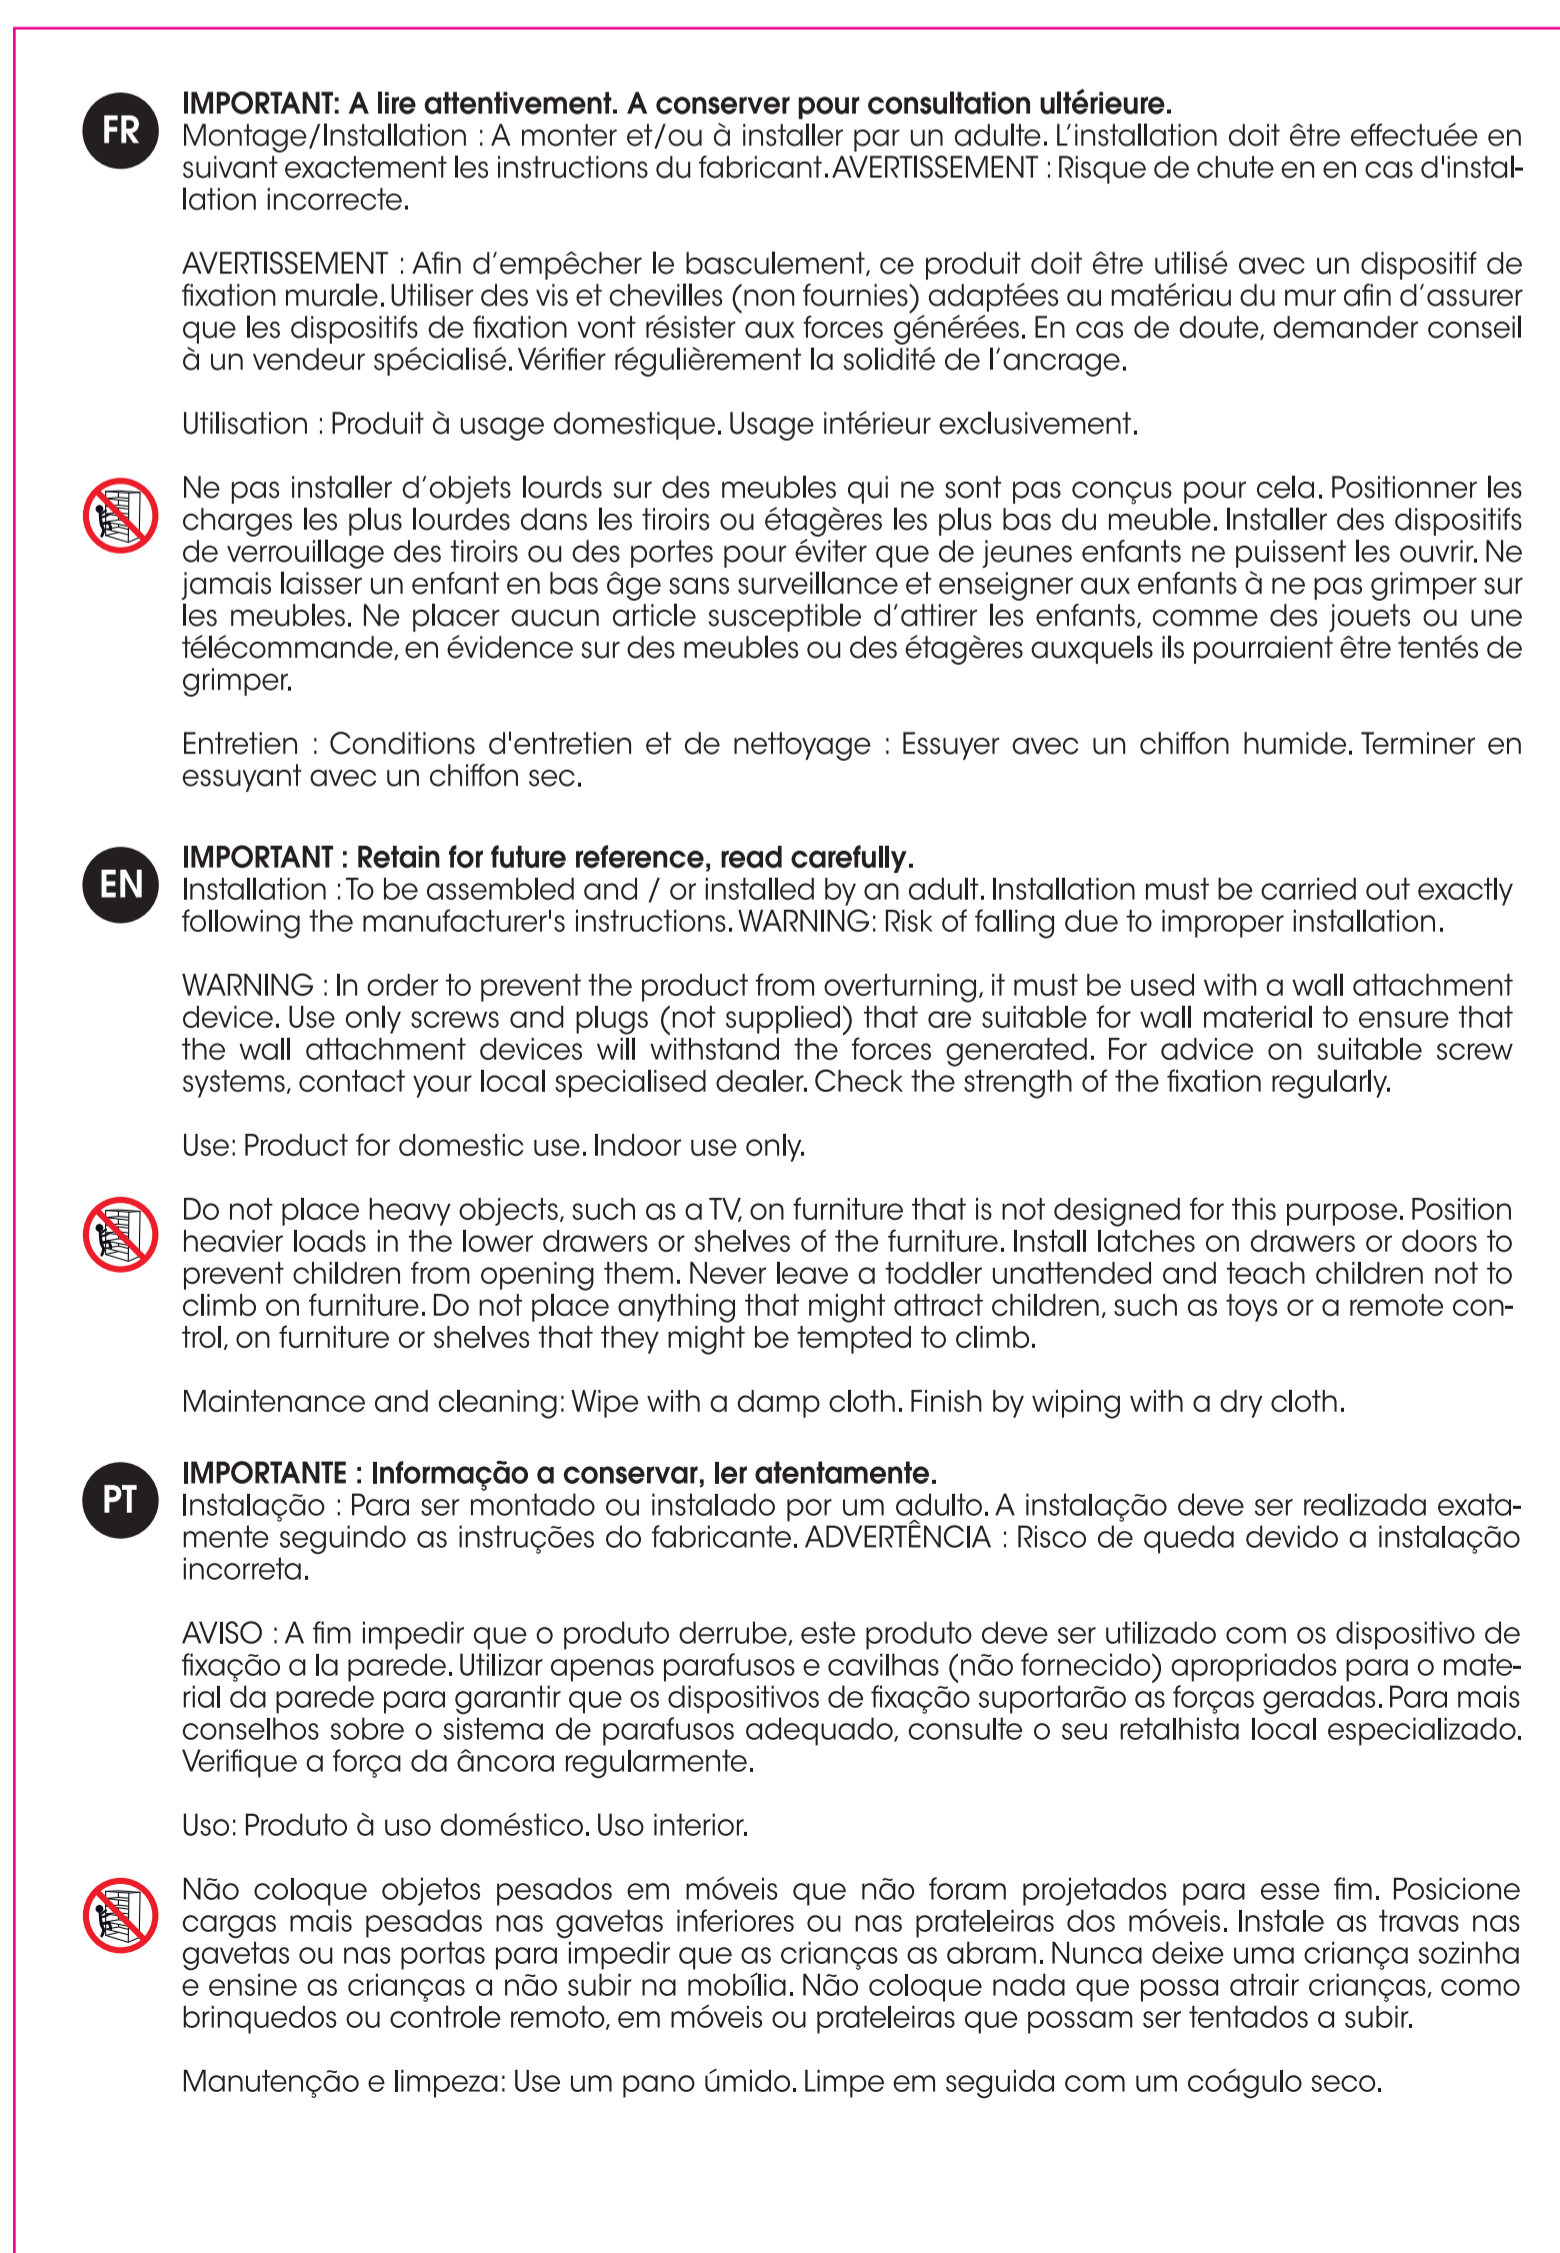 FR
IMPORTANT: A lire attentivement. A conserver pour consultation ultérieure.
Montage/Installation : A monter et/ou à installer par un adulte. L’installation doit être effectuée en
suivant exactement les instructions du fabricant. AVERTISSEMENT : Risque de chute en en cas d'instal-
lation incorrecte.
AVERTISSEMENT : Afin d’empêcher le basculement, ce produit doit être utilisé avec un dispositif de
fixation murale. Utiliser des vis et chevilles (non fournies) adaptées au matériau du mur afin d’assurer
que les dispositifs de fixation vont résister aux forces générées. En cas de doute, demander conseil
à un vendeur spécialisé. Vérifier régulièrement la solidité de l’ancrage.
Utilisation : Produit à usage domestique. Usage intérieur exclusivement.
Ne pas installer d’objets lourds sur des meubles qui ne sont pas conçus pour cela. Positionner les
charges les plus lourdes dans les tiroirs ou étagères les plus bas du meuble. Installer des dispositifs
de verrouillage des tiroirs ou des portes pour éviter que de jeunes enfants ne puissent les ouvrir. Ne
jamais laisser un enfant en bas âge sans surveillance et enseigner aux enfants à ne pas grimper sur
les meubles. Ne placer aucun article susceptible d’attirer les enfants, comme des jouets ou une
télécommande, en évidence sur des meubles ou des étagères auxquels ils pourraient être tentés de
grimper.
Entretien : Conditions d'entretien et de nettoyage : Essuyer avec un chiffon humide. Terminer en
essuyant avec un chiffon sec.
EN
IMPORTANT : Retain for future reference, read carefully.
Installation : To be assembled and / or installed by an adult. Installation must be carried out exactly
following the manufacturer's instructions. WARNING: Risk of falling due to improper installation.
WARNING : In order to prevent the product from overturning, it must be used with a wall attachment
device. Use only screws and plugs (not supplied) that are suitable for wall material to ensure that
the wall attachment devices will withstand the forces generated. For advice on suitable screw
systems, contact your local specialised dealer. Check the strength of the fixation regularly.
Use: Product for domestic use. Indoor use only.
Do not place heavy objects, such as a TV, on furniture that is not designed for this purpose. Position
heavier loads in the lower drawers or shelves of the furniture. Install latches on drawers or doors to
prevent children from opening them. Never leave a toddler unattended and teach children not to
climb on furniture. Do not place anything that might attract children, such as toys or a remote con-
trol, on furniture or shelves that they might be tempted to climb.
Maintenance and cleaning: Wipe with a damp cloth. Finish by wiping with a dry cloth.
PT
IMPORTANTE : Informação a conservar, ler atentamente.
Instalação : Para ser montado ou instalado por um adulto. A instalação deve ser realizada exata-
mente seguindo as instruções do fabricante. ADVERTÊNCIA : Risco de queda devido a instalação
incorreta.
AVISO : A fim impedir que o produto derrube, este produto deve ser utilizado com os dispositivo de
fixação a la parede. Utilizar apenas parafusos e cavilhas (não fornecido) apropriados para o mate-
rial da parede para garantir que os dispositivos de fixação suportarão as forças geradas. Para mais
conselhos sobre o sistema de parafusos adequado, consulte o seu retalhista local especializado.
Verifique a força da âncora regularmente.
Uso: Produto à uso doméstico. Uso interior.
Não coloque objetos pesados em móveis que não foram projetados para esse fim. Posicione
cargas mais pesadas nas gavetas inferiores ou nas prateleiras dos móveis. Instale as travas nas
gavetas ou nas portas para impedir que as crianças as abram. Nunca deixe uma criança sozinha
e ensine as crianças a não subir na mobília. Não coloque nada que possa atrair crianças, como
brinquedos ou controle remoto, em móveis ou prateleiras que possam ser tentados a subir.
Manutenção e limpeza: Use um pano úmido. Limpe em seguida com um coágulo seco.